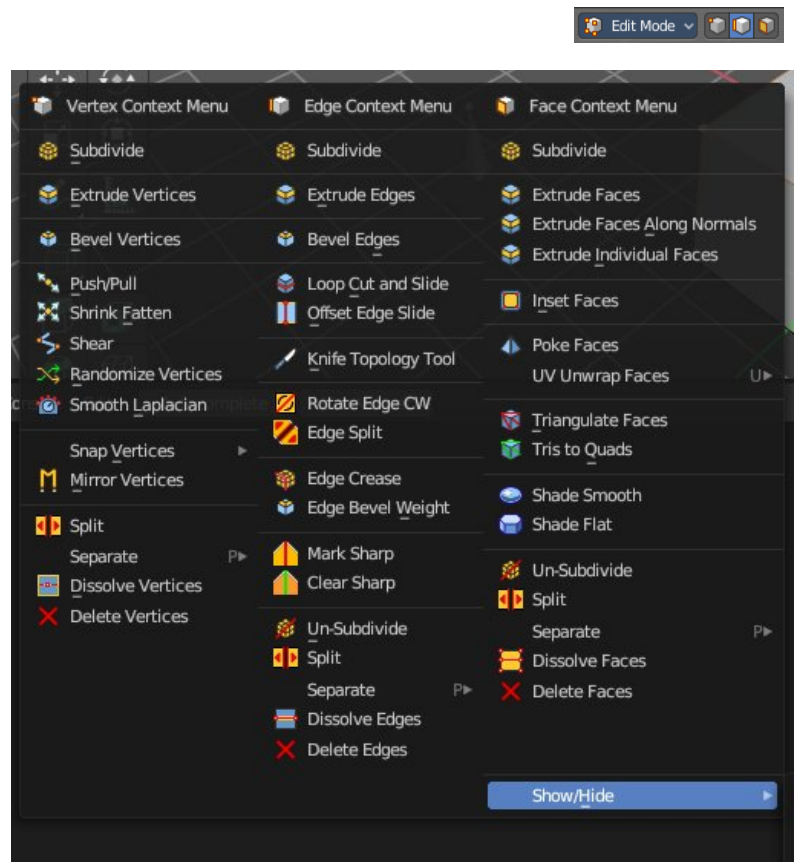 Edit Mode
Vertex Context Menu
Subdivide
Extrude Vertices
Bevel Vertices
Push/Pull
Shrink Fatten
Shear
Randomize Vertices
Smooth Laplacian
Snap Vertices
Mirror Vertices
Split
Separate P
Dissolve Vertices
Delete Vertices
Edge Context Menu
Subdivide
Extrude Edges
Bevel Edges
Loop Cut and Slide
Offset Edge Slide
Knife Topology Tool
Rotate Edge CW
Edge Split
Edge Crease
Edge Bevel Weight
Mark Sharp
Clear Sharp
Un-Subdivide
Split
Separate P
Dissolve Edges
Delete Edges
Face Context Menu
Subdivide
Extrude Faces
Extrude Faces Along Normals
Extrude Individual Faces
Inset Faces
Poke Faces
UV Unwrap Faces U
Triangulate Faces
Tris to Quads
Shade Smooth
Shade Flat
Un-Subdivide
Split
Separate P
Dissolve Faces
Delete Faces
Show/Hide